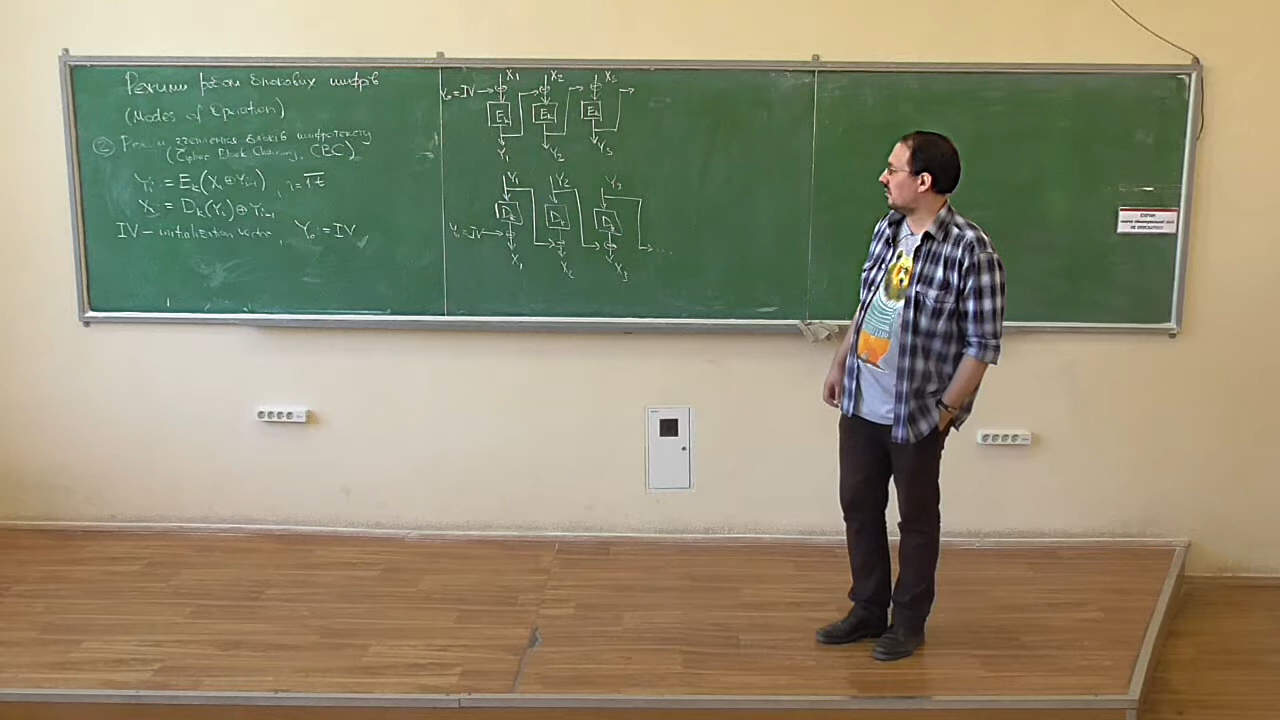 Режими роботи блокових шифрів
(Modes of Operation)
② Режим зчеплення блоків шифротексту
(Cipher Block Chaining, CBC)
Yᵢ = Eₖ(Xᵢ ⊕ Yᵢ₋₁), i = 1,t
Xᵢ = Dₖ(Yᵢ) ⊕ Yᵢ₋₁
IV – initialization vector, Y₀ := IV
X₁ X₂ X₃
Y₀ = IV
Eₖ Eₖ Eₖ
Y₁ Y₂ Y₃
Y₁ Y₂ Y₃
Dₖ Dₖ Dₖ
Y₀ = IV
...
X₁ X₂ X₃
ЕКРАН